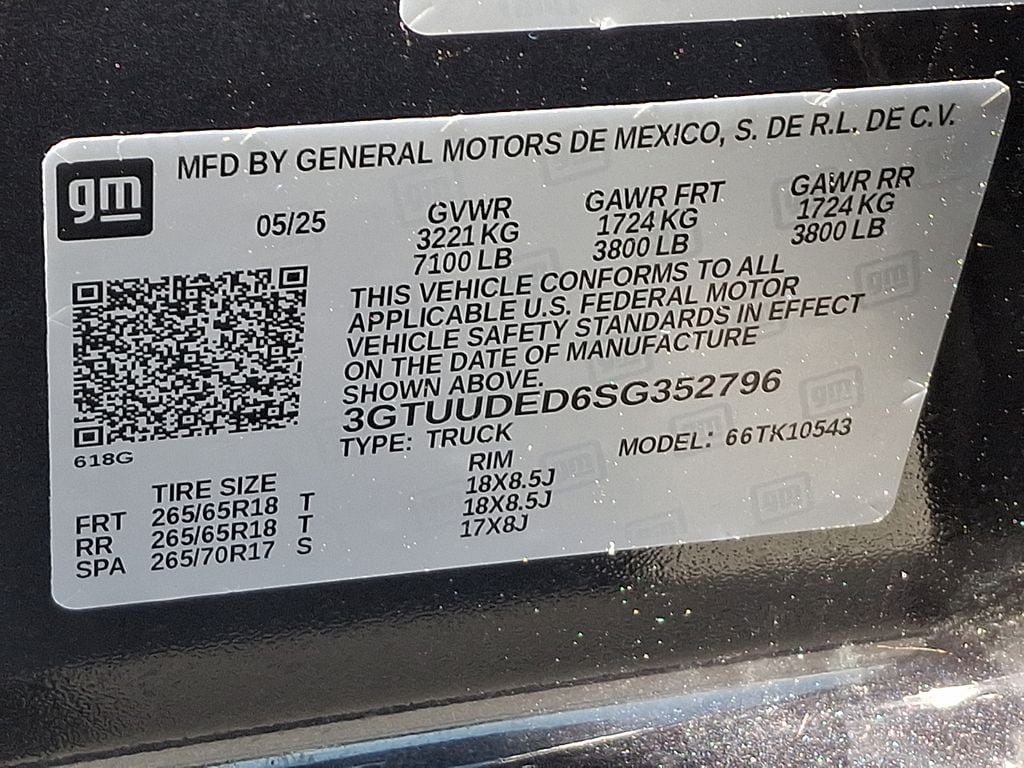 gm
MFD BY GENERAL MOTORS DE MEXICO, S. DE R.L. DE C.V.
05/25
GVWR
3221 KG
7100 LB
GAWR FRT
1724 KG
3800 LB
GAWR RR
1724 KG
3800 LB
THIS VEHICLE CONFORMS TO ALL
APPLICABLE U.S. FEDERAL MOTOR
VEHICLE SAFETY STANDARDS IN EFFECT
ON THE DATE OF MANUFACTURE
SHOWN ABOVE.
3GTUUDED6SG352796
TYPE: TRUCK
MODEL: 66TK10543
618G
TIRE SIZE RIM
FRT 265/65R18 T 18X8.5J
RR 265/65R18 T 18X8.5J
SPA 265/70R17 S 17X8J